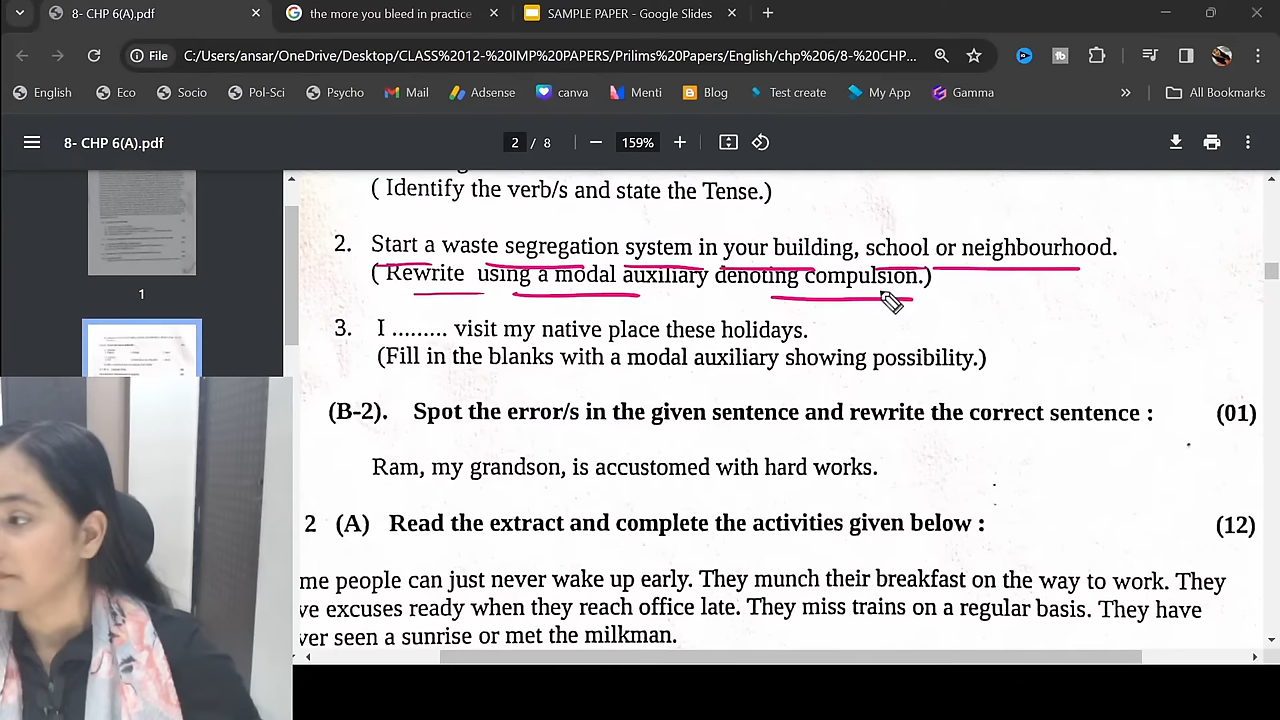 8- CHP 6(A).pdf
the more you bleed in practice
SAMPLE PAPER - Google Slides
File
C:/Users/ansar/OneDrive/Desktop/CLASS%2012-%20IMP%20PAPERS/Prilims%20Papers/English/chp%206/8-%20CHP...
English
Eco
Socio
Pol-Sci
Psycho
Mail
Adsense
canva
Menti
Blog
Test create
My App
Gamma
»
All Bookmarks
8- CHP 6(A).pdf
2 / 8
159%
1
( Identify the verb/s and state the Tense.)
2. Start a waste segregation system in your building, school or neighbourhood.
( Rewrite using a modal auxiliary denoting compulsion.)
3. I ......... visit my native place these holidays.
(Fill in the blanks with a modal auxiliary showing possibility.)
(B-2). Spot the error/s in the given sentence and rewrite the correct sentence : (01)
Ram, my grandson, is accustomed with hard works.
2 (A) Read the extract and complete the activities given below : (12)
me people can just never wake up early. They munch their breakfast on the way to work. They
ve excuses ready when they reach office late. They miss trains on a regular basis. They have
ver seen a sunrise or met the milkman.